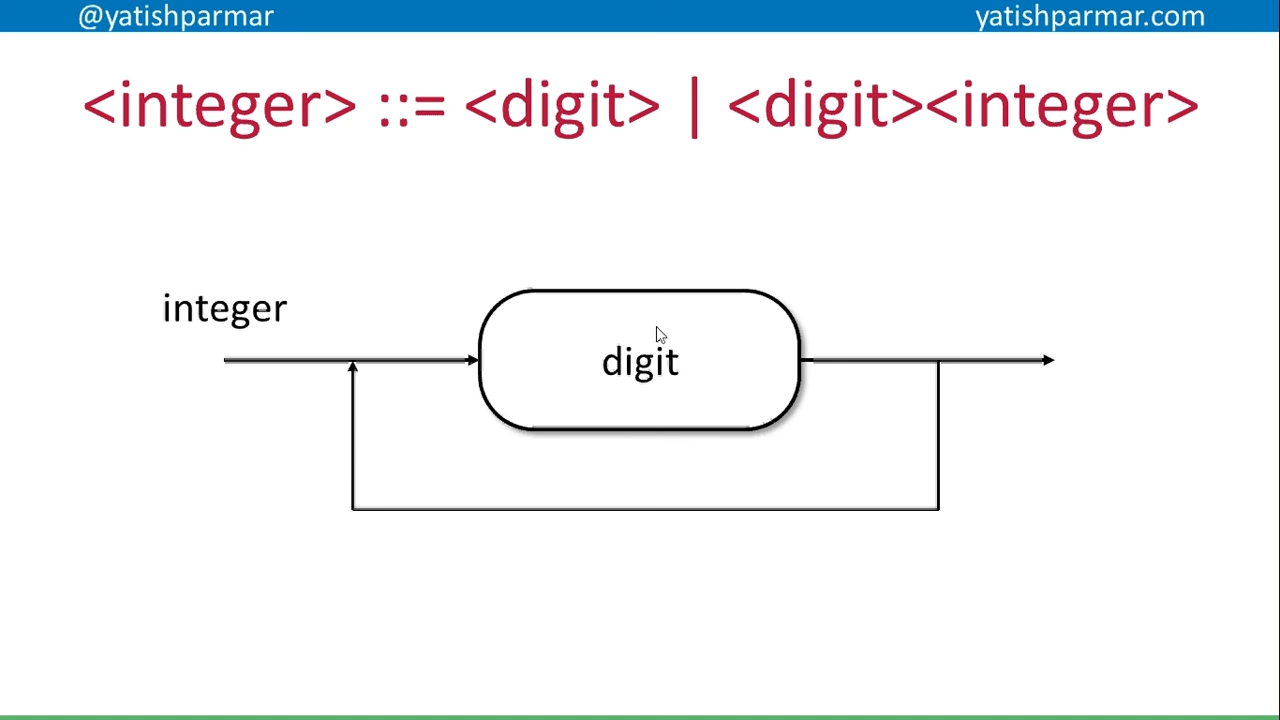 @yatishparmar
yatishparmar.com
<integer> ::= <digit> | <digit><integer>
integer
digit